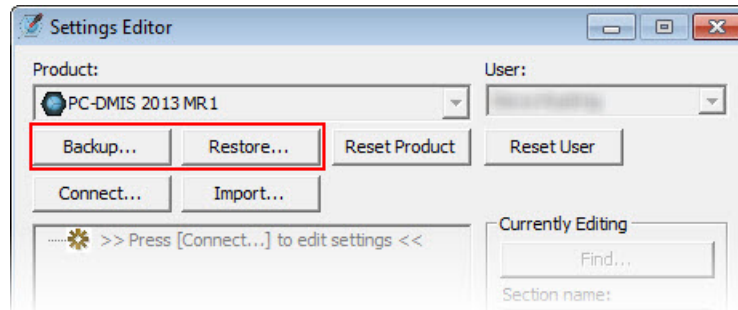 Settings Editor
Product: User:
PC-DMIS 2013 MR1
Backup... Restore... Reset Product Reset User
Connect... Import...
>> Press [Connect...] to edit settings <<
Currently Editing
Find...
Section name: